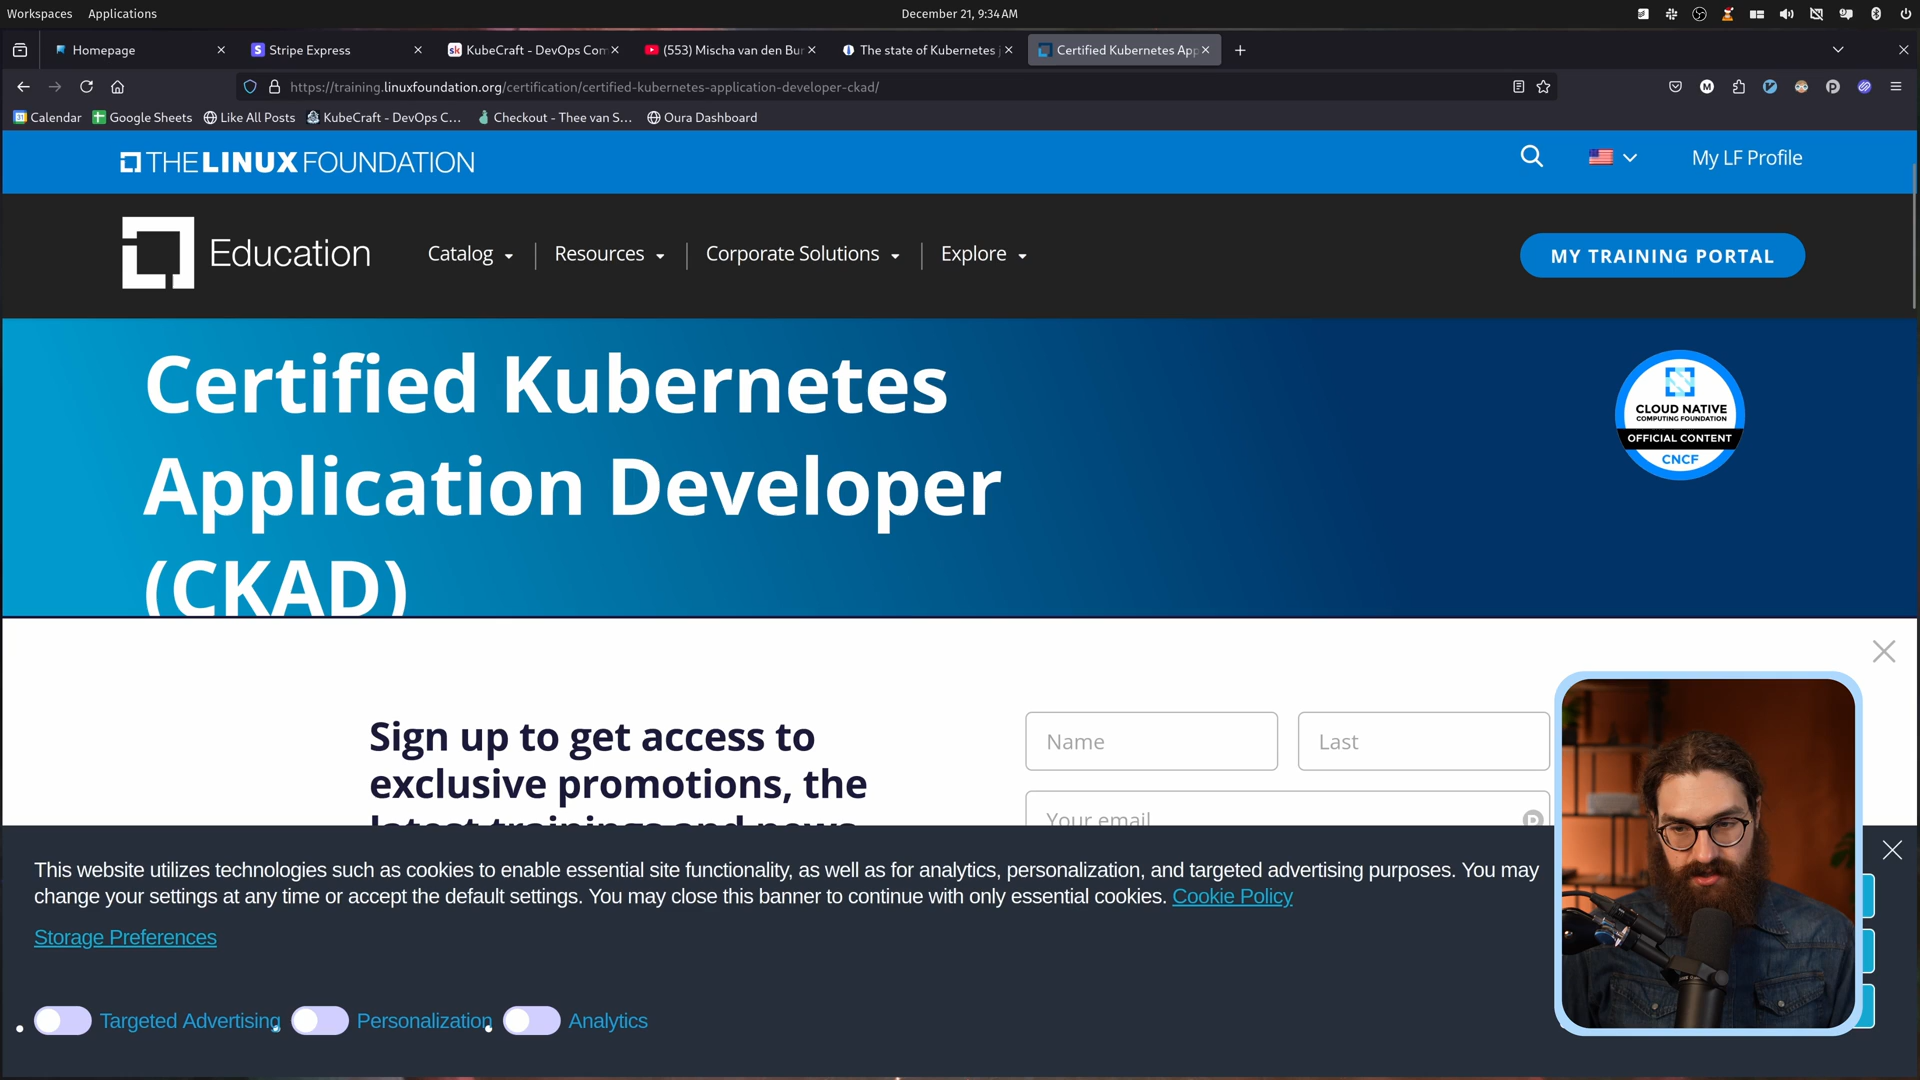 Workspaces Applications December 21, 9:34 AM
Homepage Stripe Express KubeCraft - DevOps Con (553) Mischa van den Bur The state of Kubernetes j Certified Kubernetes App
https://training.linuxfoundation.org/certification/certified-kubernetes-application-developer-ckad/
Calendar Google Sheets Like All Posts KubeCraft - DevOps C... Checkout - Thee van S... Oura Dashboard
THE LINUX FOUNDATION My LF Profile
Education Catalog Resources Corporate Solutions Explore MY TRAINING PORTAL
Certified Kubernetes
Application Developer
(CKAD)
CLOUD NATIVE
COMPUTING FOUNDATION
OFFICIAL CONTENT
CNCF
Sign up to get access to
exclusive promotions, the
latest trainings and news
Name Last
Your email
This website utilizes technologies such as cookies to enable essential site functionality, as well as for analytics, personalization, and targeted advertising purposes. You may
change your settings at any time or accept the default settings. You may close this banner to continue with only essential cookies. Cookie Policy
Storage Preferences
Targeted Advertising Personalization Analytics